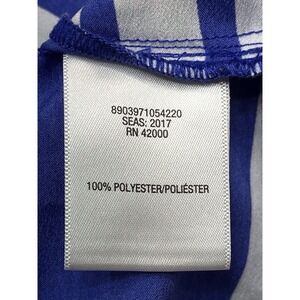 8903971054220
SEAS: 2017
RN 42000
100% POLYESTER/POLIÉSTER